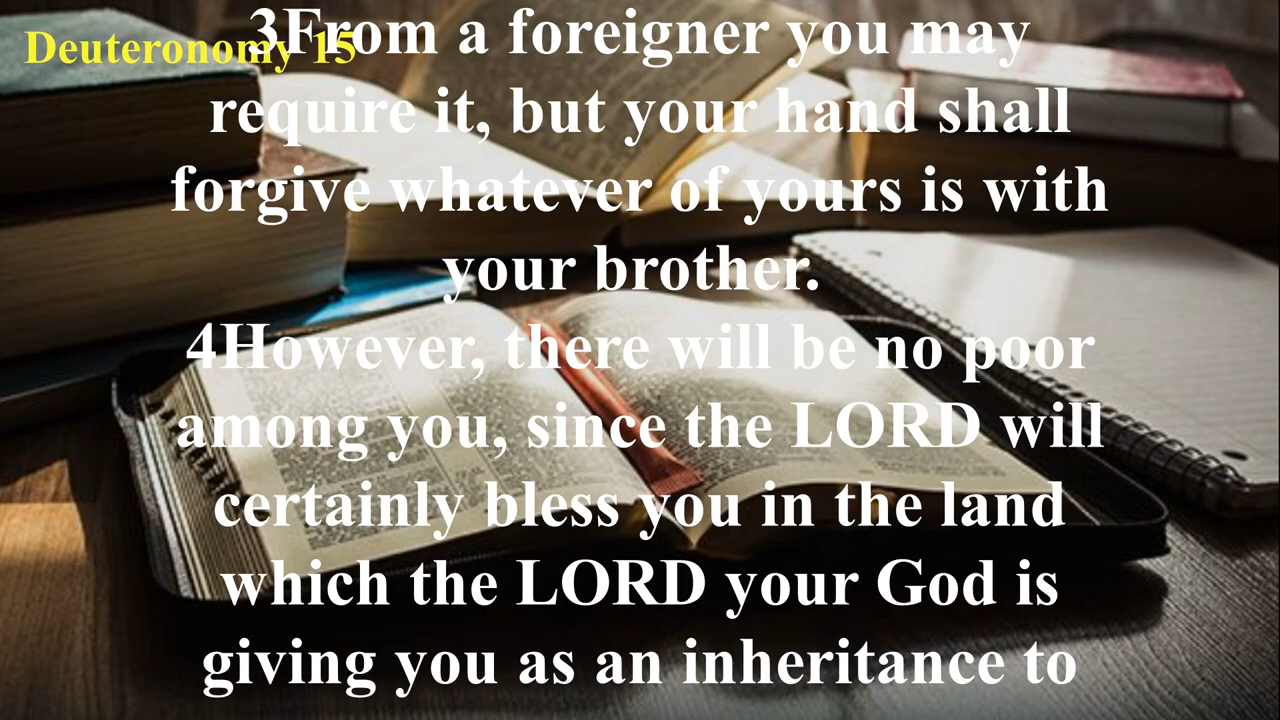 Deuteronomy 15
3From a foreigner you may
require it, but your hand shall
forgive whatever of yours is with
your brother.
4However, there will be no poor
among you, since the LORD will
certainly bless you in the land
which the LORD your God is
giving you as an inheritance to